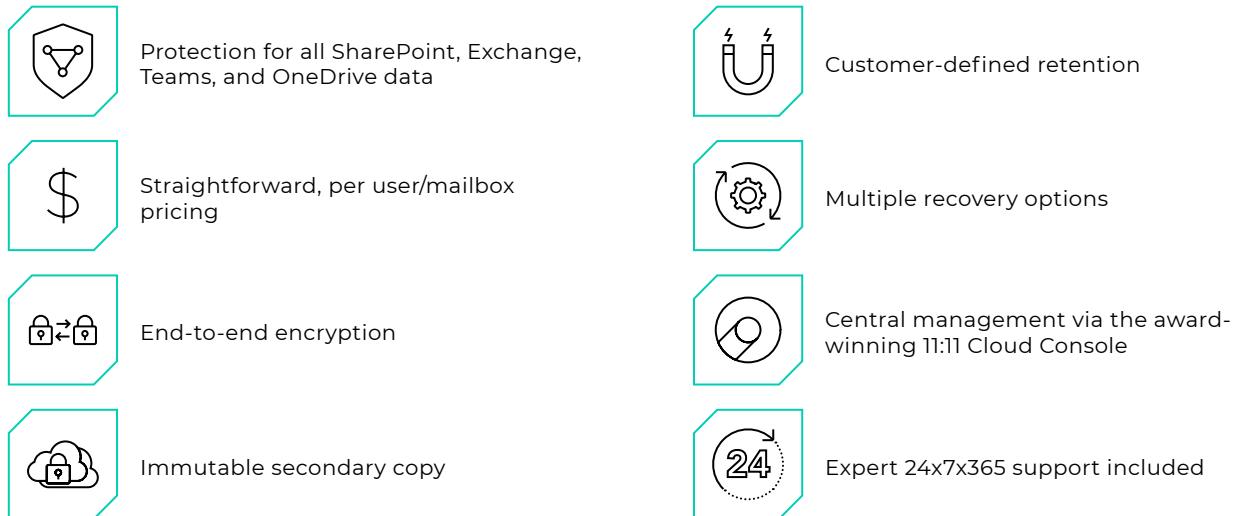 Protection for all SharePoint, Exchange,
Teams, and OneDrive data
Straightforward, per user/mailbox
pricing
End-to-end encryption
Immutable secondary copy
Customer-defined retention
Multiple recovery options
Central management via the award-
winning 11:11 Cloud Console
24
Expert 24x7x365 support included